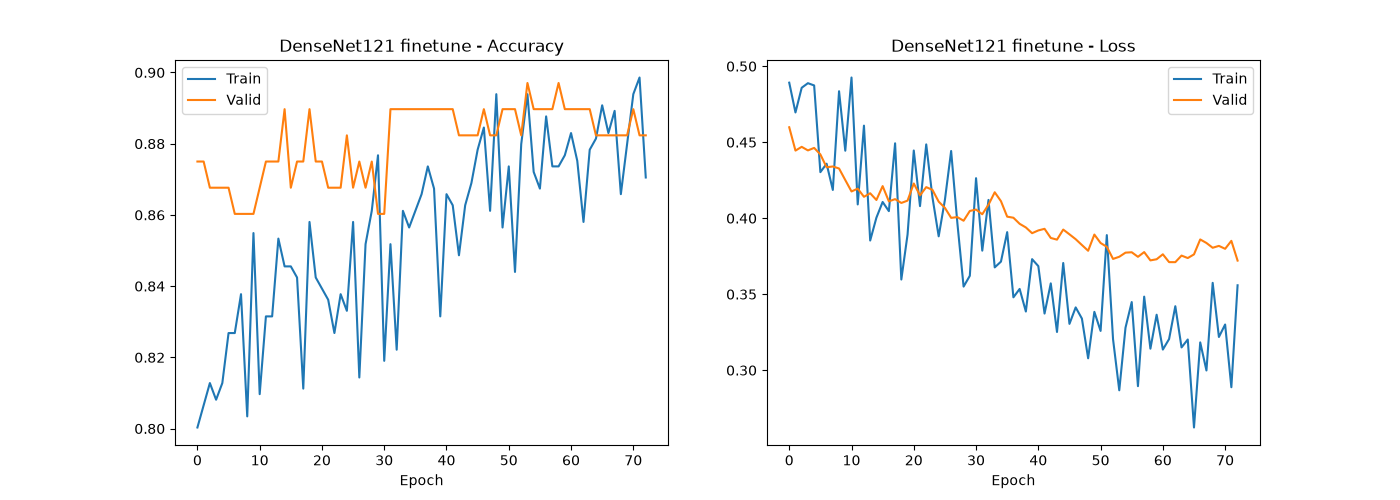 DenseNet121 finetune - Accuracy
0.90
0.88
0.86
0.84
0.82
0.80
Train
Valid
0 10 20 30 40 50 60 70
Epoch
DenseNet121 finetune - Loss
0.50
0.45
0.40
0.35
0.30
Train
Valid
0 10 20 30 40 50 60 70
Epoch